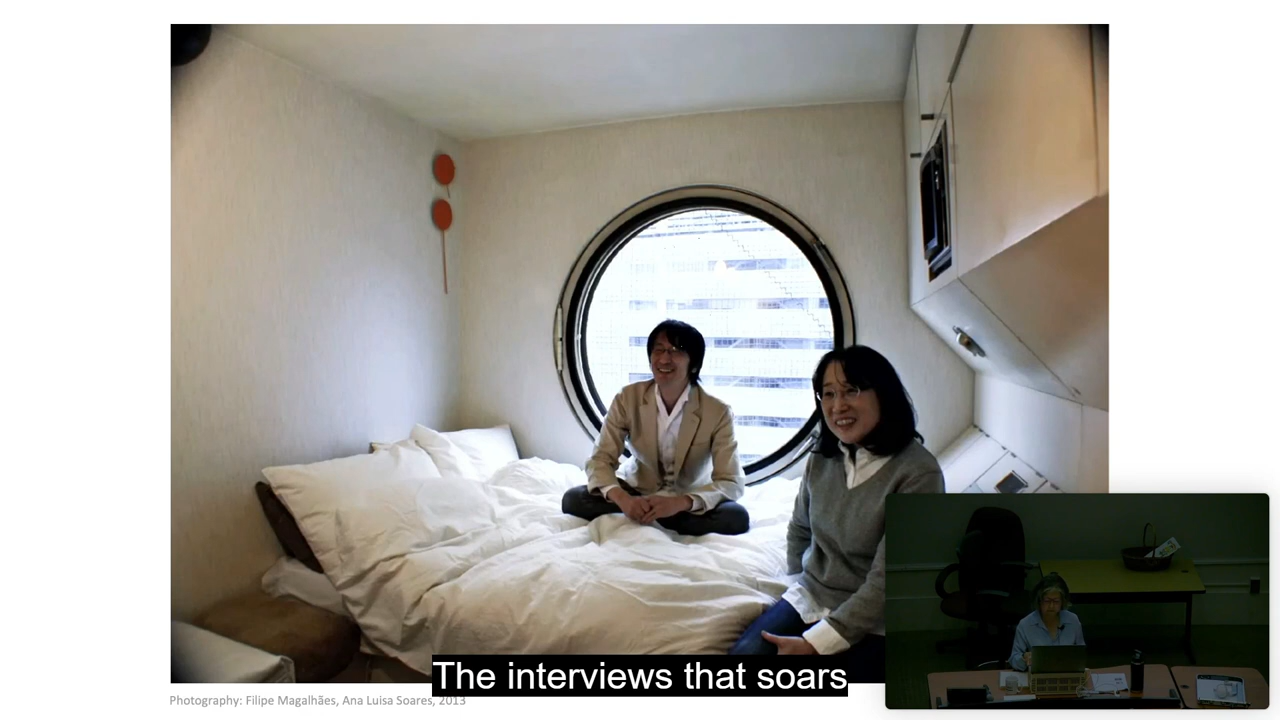 The interviews that soars
Photography: Filipe Magalhães, Ana Luisa Soares, 2013